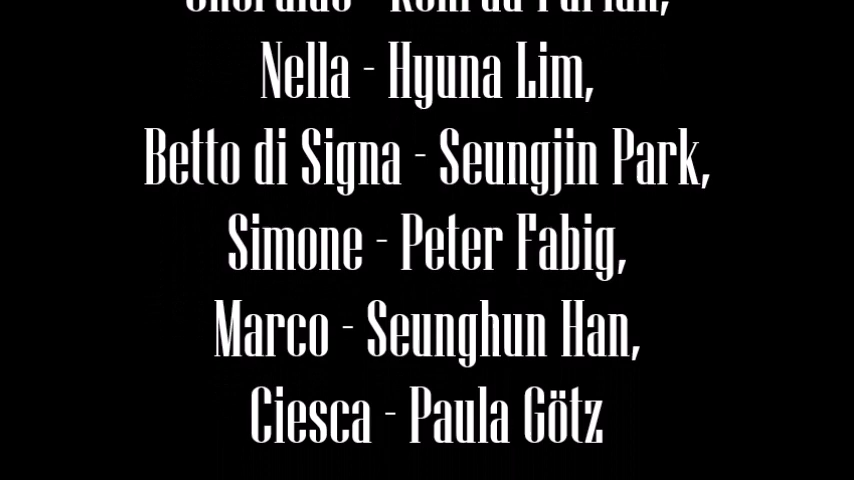 Nella - Hyuna Lim,
Betto di Signa - Seungjin Park,
Simone - Peter Fabig,
Marco - Seunghun Han,
Ciesca - Paula Götz